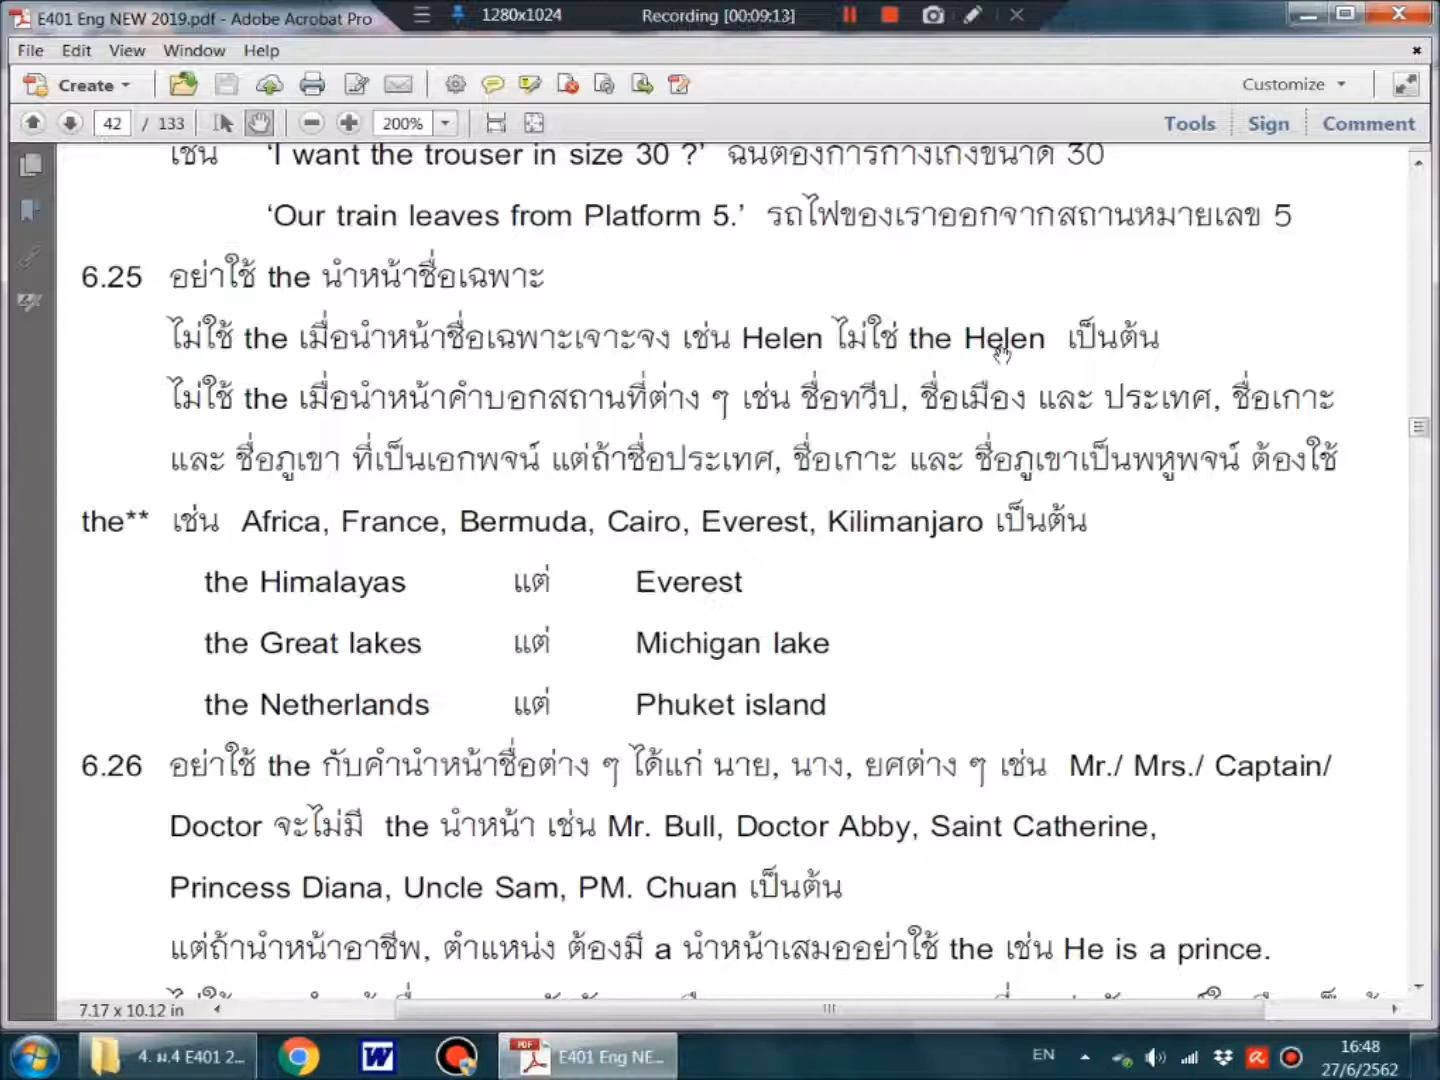 E401 Eng NEW 2019.pdf - Adobe Acrobat Pro
1280x1024
Recording [00:09:13]
File Edit View Window Help
Create
Customize
42 / 133
200%
Tools Sign Comment
เช่น 'I want the trouser in size 30 ?' ฉันต้องการกางเกงขนาด 30
'Our train leaves from Platform 5.' รถไฟของเราออกจากสถานหมายเลข 5
6.25 อย่าใช้ the นำหน้าชื่อเฉพาะ
ไม่ใช้ the เมื่อนำหน้าชื่อเฉพาะเจาะจง เช่น Helen ไม่ใช่ the Helen เป็นต้น
ไม่ใช้ the เมื่อนำหน้าคำบอกสถานที่ต่าง ๆ เช่น ชื่อทวีป, ชื่อเมือง และ ประเทศ, ชื่อเกาะ
และ ชื่อภูเขา ที่เป็นเอกพจน์ แต่ถ้าชื่อประเทศ, ชื่อเกาะ และ ชื่อภูเขาเป็นพหูพจน์ ต้องใช้
the** เช่น Africa, France, Bermuda, Cairo, Everest, Kilimanjaro เป็นต้น
the Himalayas แต่ Everest
the Great lakes แต่ Michigan lake
the Netherlands แต่ Phuket island
6.26 อย่าใช้ the กับคำนำหน้าชื่อต่าง ๆ ได้แก่ นาย, นาง, ยศต่าง ๆ เช่น Mr./ Mrs./ Captain/
Doctor จะไม่มี the นำหน้า เช่น Mr. Bull, Doctor Abby, Saint Catherine,
Princess Diana, Uncle Sam, PM. Chuan เป็นต้น
แต่ถ้านำหน้าอาชีพ, ตำแหน่ง ต้องมี a นำหน้าเสมออย่าใช้ the เช่น He is a prince.
7.17 x 10.12 in
4. ม.4 E401 2...
E401 Eng NE...
EN
16:48
27/6/2562